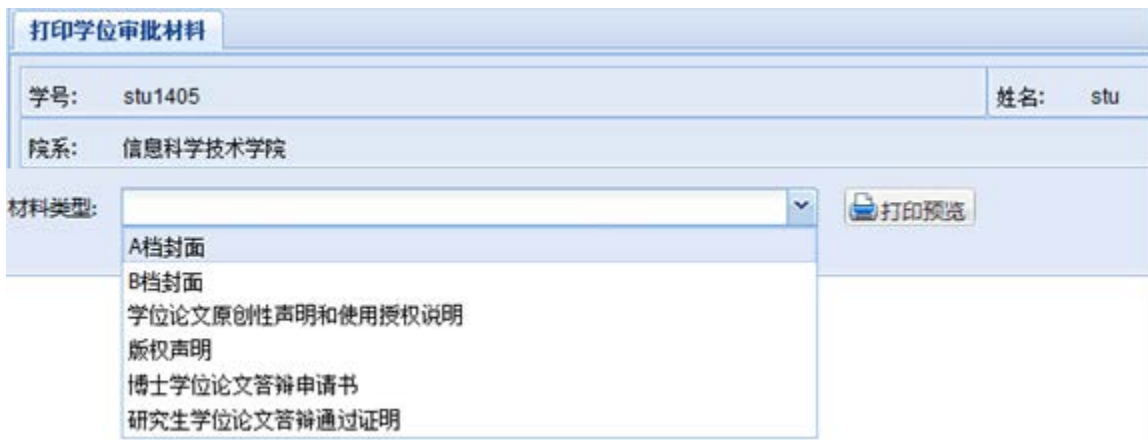 打印学位审批材料
学号: stu1405 姓名: stu
院系: 信息科学技术学院
材料类型: 打印预览
A档封面
B档封面
学位论文原创性声明和使用授权说明
版权声明
博士学位论文答辩申请书
研究生学位论文答辩通过证明